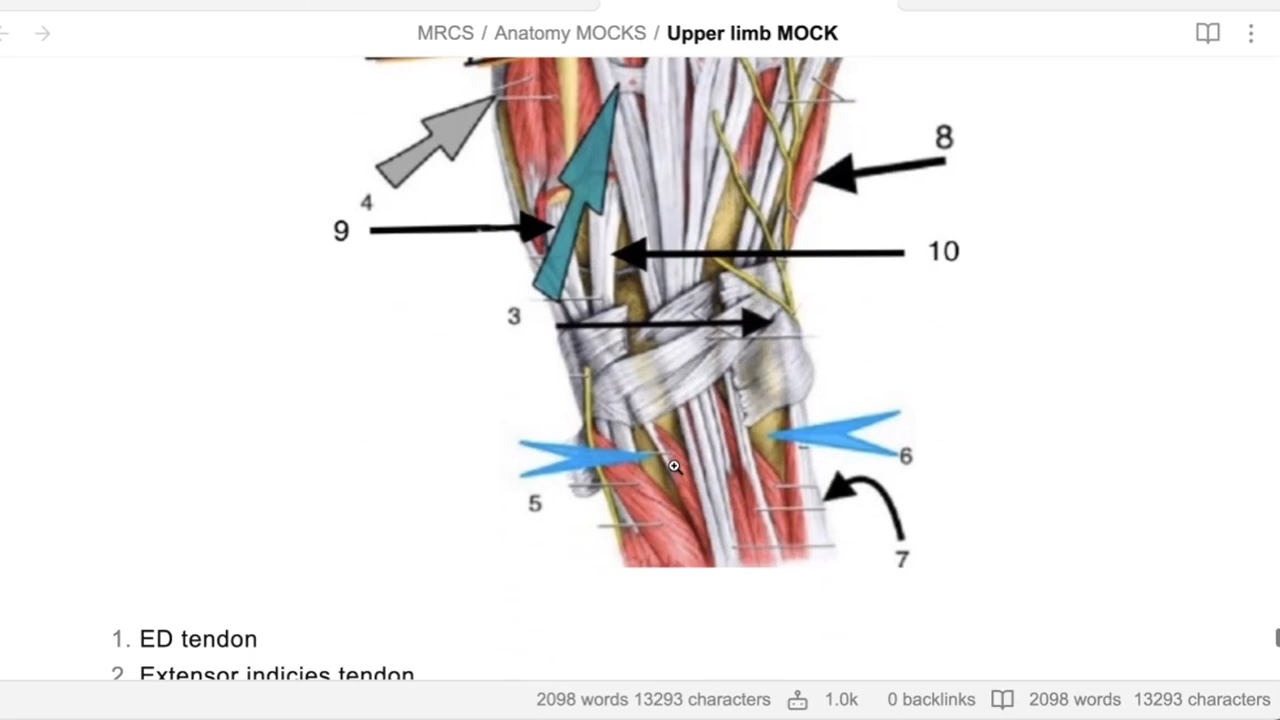 MRCS / Anatomy MOCKS / Upper limb MOCK
8
4
9
10
3
6
5
7
1. ED tendon
2. Extensor indicies tendon
2098 words 13293 characters 1.0k 0 backlinks 2098 words 13293 characters